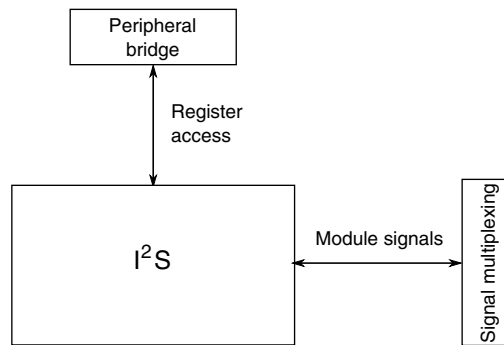 Peripheral
bridge
Register
access
I²S
Module signals
Signal multiplexing